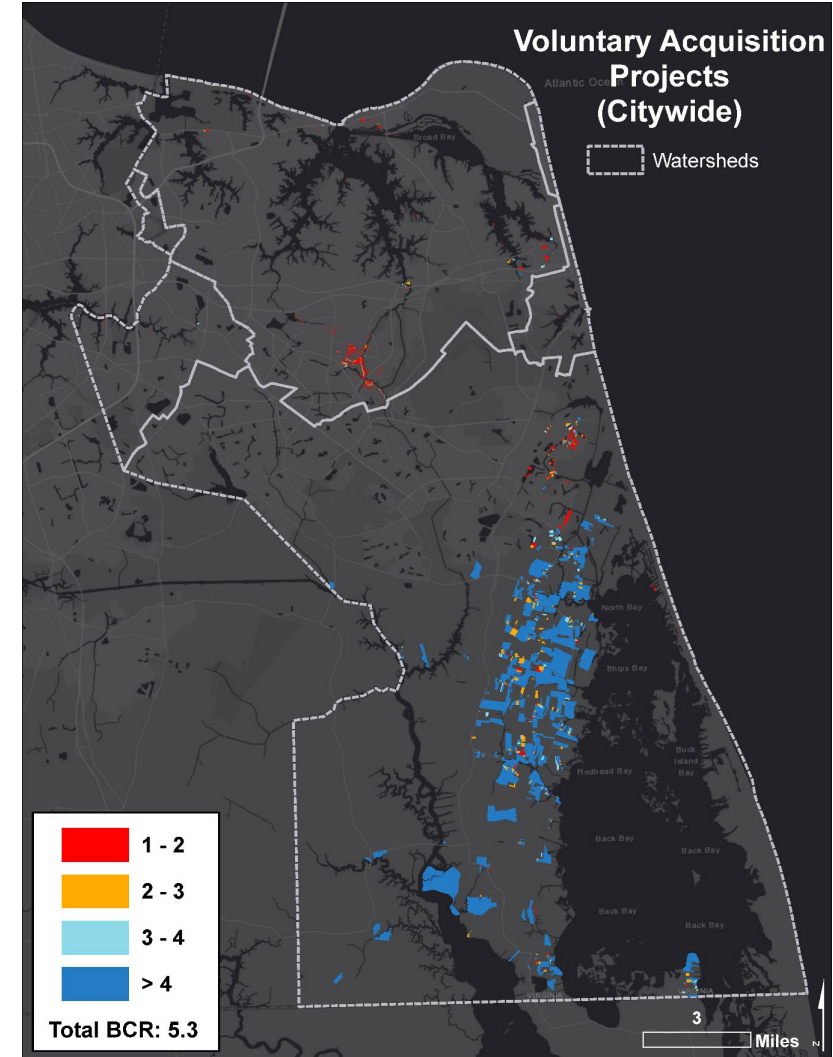 Voluntary Acquisition
Projects
(Citywide)
Atlantic Ocean
Watersheds
Broad Bay
North Bay
Ships Bay
Buck
Island
Bay
Redhead Bay
Back Bay
Back Bay
Back Bay
Back Bay
VIRGINIA
1 - 2
2 - 3
3 - 4
> 4
Total BCR: 5.3
3
Miles
N